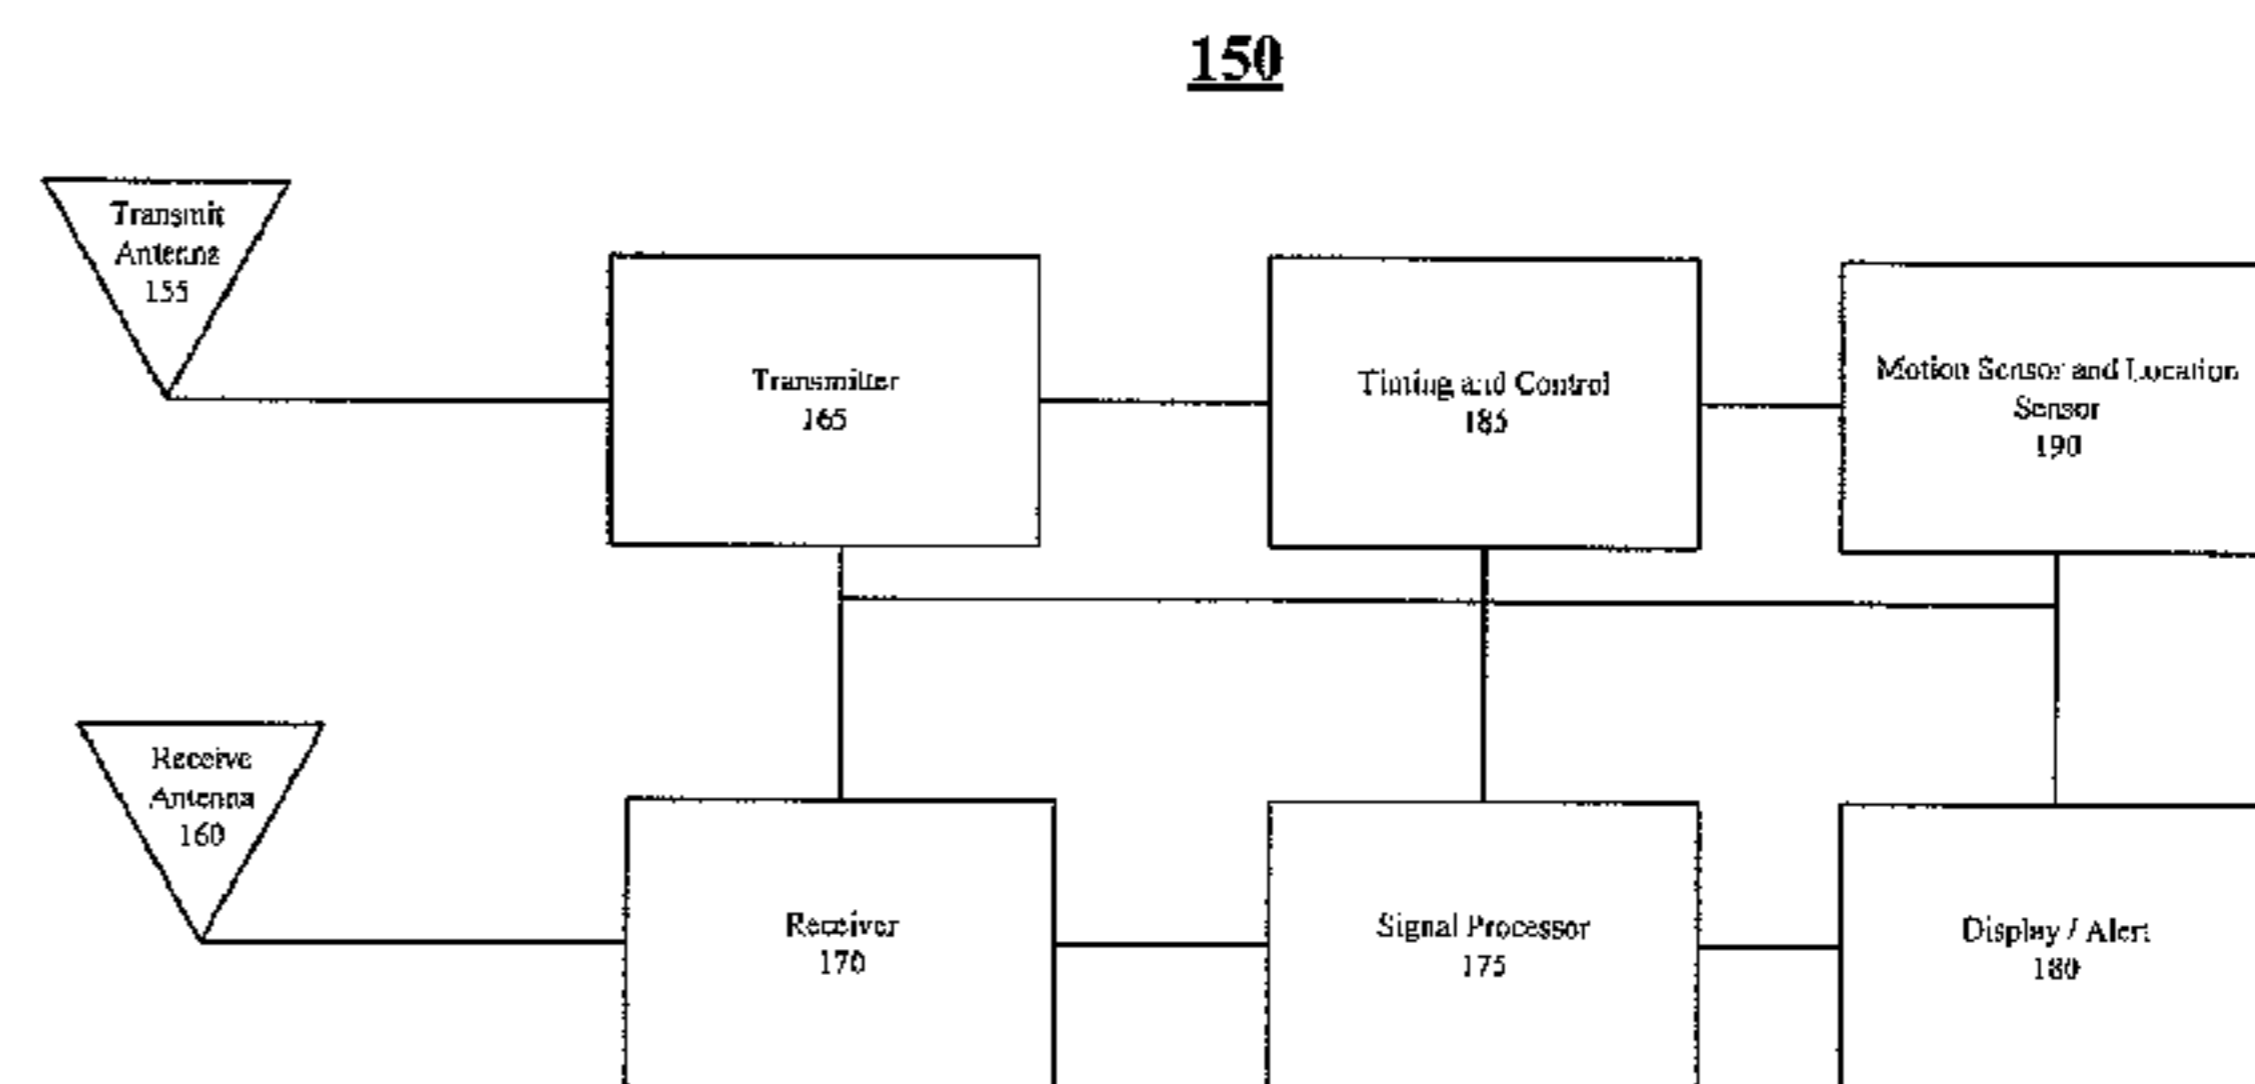 150
Transmit
Antenna
155
Transmitter
165
Timing and Control
185
Motion Sensor and Location
Sensor
190
Receive
Antenna
160
Receiver
170
Signal Processor
175
Display / Alert
180